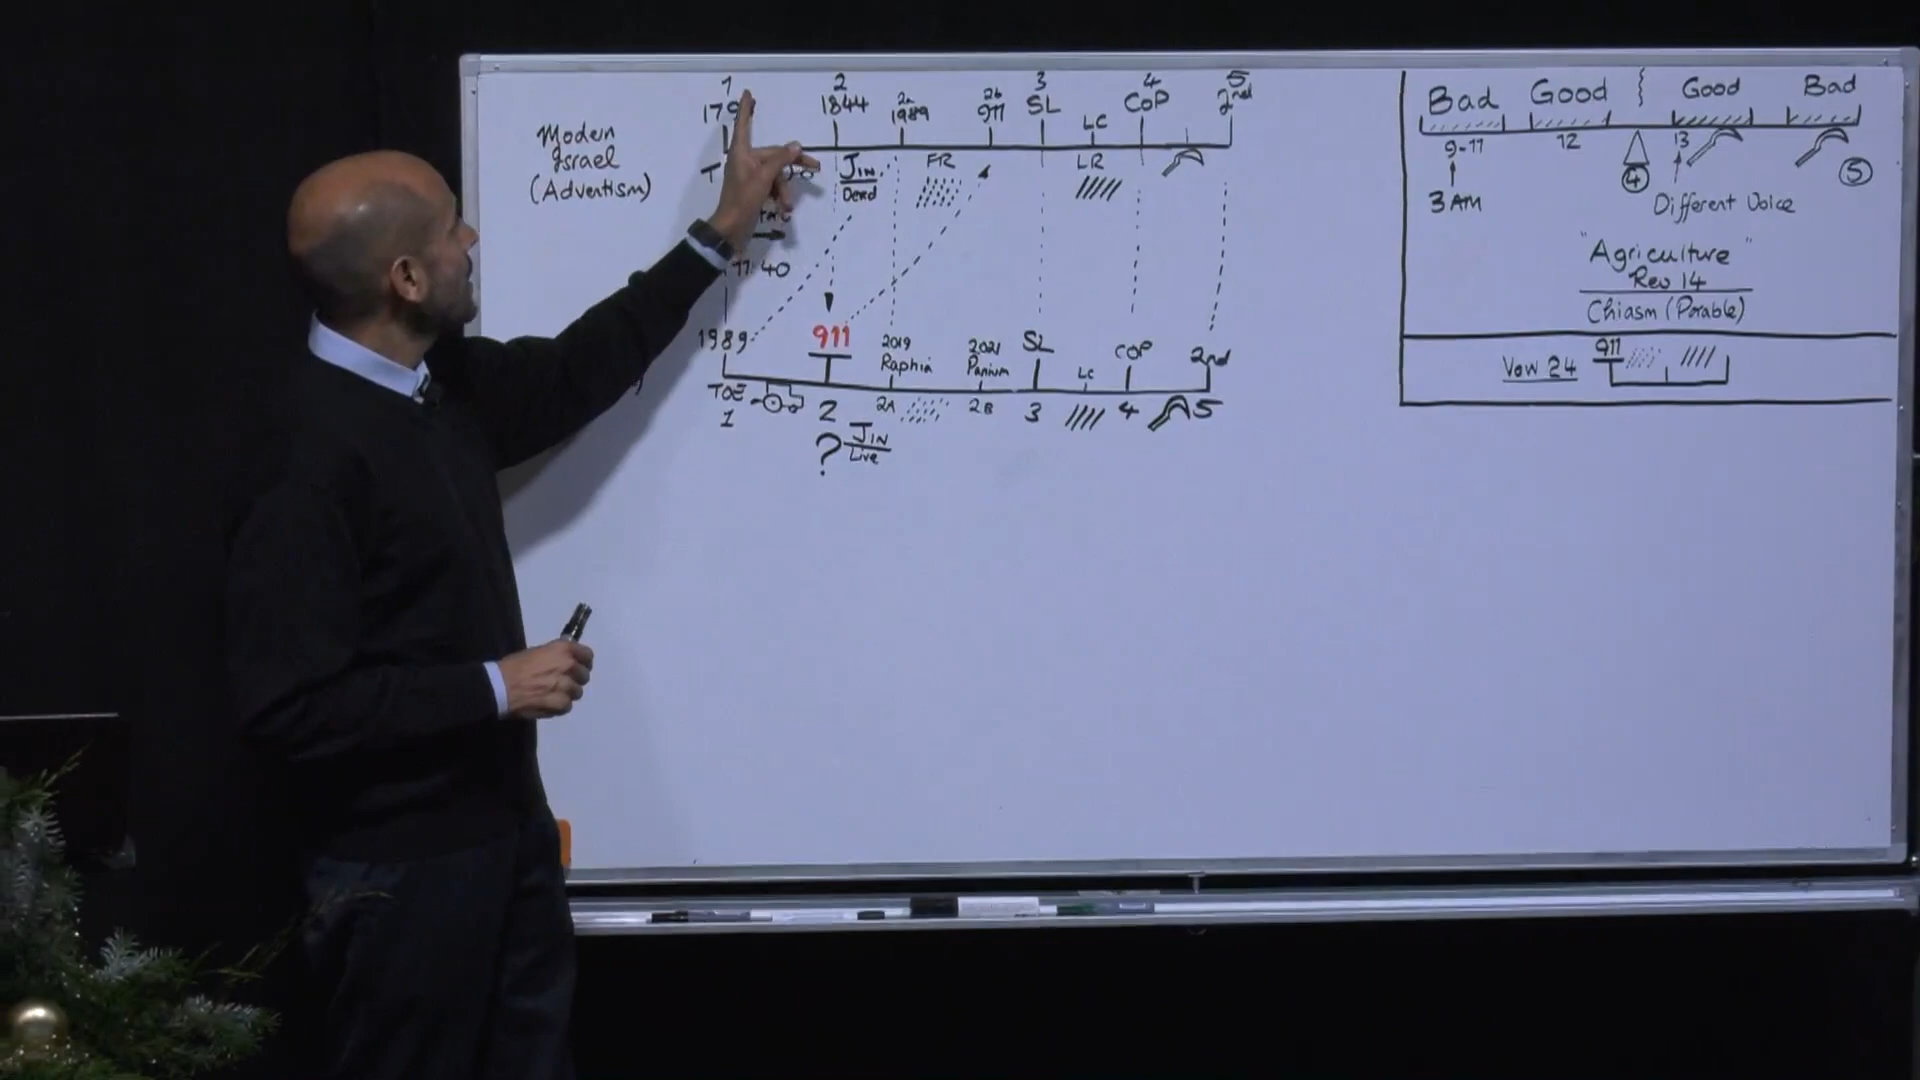 1 2 2a 2b 3 4 5
1844 1989 911 SL LC CoP 2nd
Modern
Israel
(Adventism)
T JIN FR LR
Dead
11:40
1989 911 2019 2021 SL COP 2nd
Raphia Panium LC
TOE 2A 2B 3 4 5
1 2
? JIN
Live
Bad Good Good Bad
9-11 12 4 13 5
3 AM Different Voice
"Agriculture"
Rev 14
Chiasm (Parable)
Vow 24 911